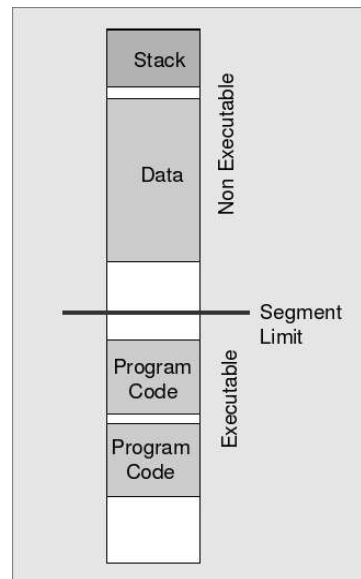 Stack
Non Executable
Data
Segment
Limit
Program
Code
Executable
Program
Code